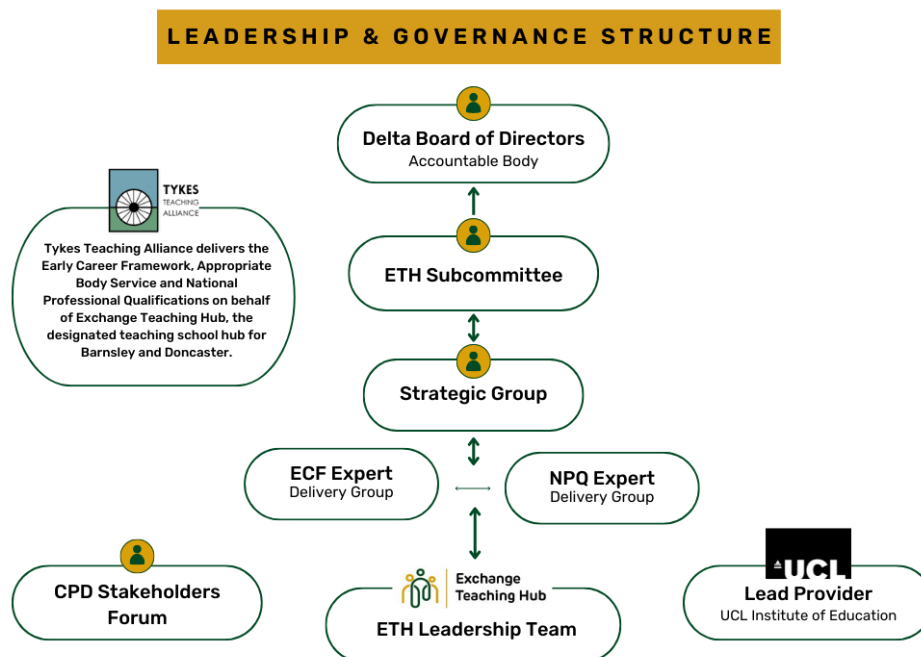 LEADERSHIP & GOVERNANCE STRUCTURE
Delta Board of Directors
Accountable Body
TYKES
TEACHING
ALLIANCE
Tykes Teaching Alliance delivers the
Early Career Framework, Appropriate
Body Service and National
Professional Qualifications on behalf
of Exchange Teaching Hub, the
designated teaching school hub for
Barnsley and Doncaster.
ETH Subcommittee
Strategic Group
ECF Expert
Delivery Group
NPQ Expert
Delivery Group
CPD Stakeholders
Forum
Exchange
Teaching Hub
ETH Leadership Team
UCL
Lead Provider
UCL Institute of Education